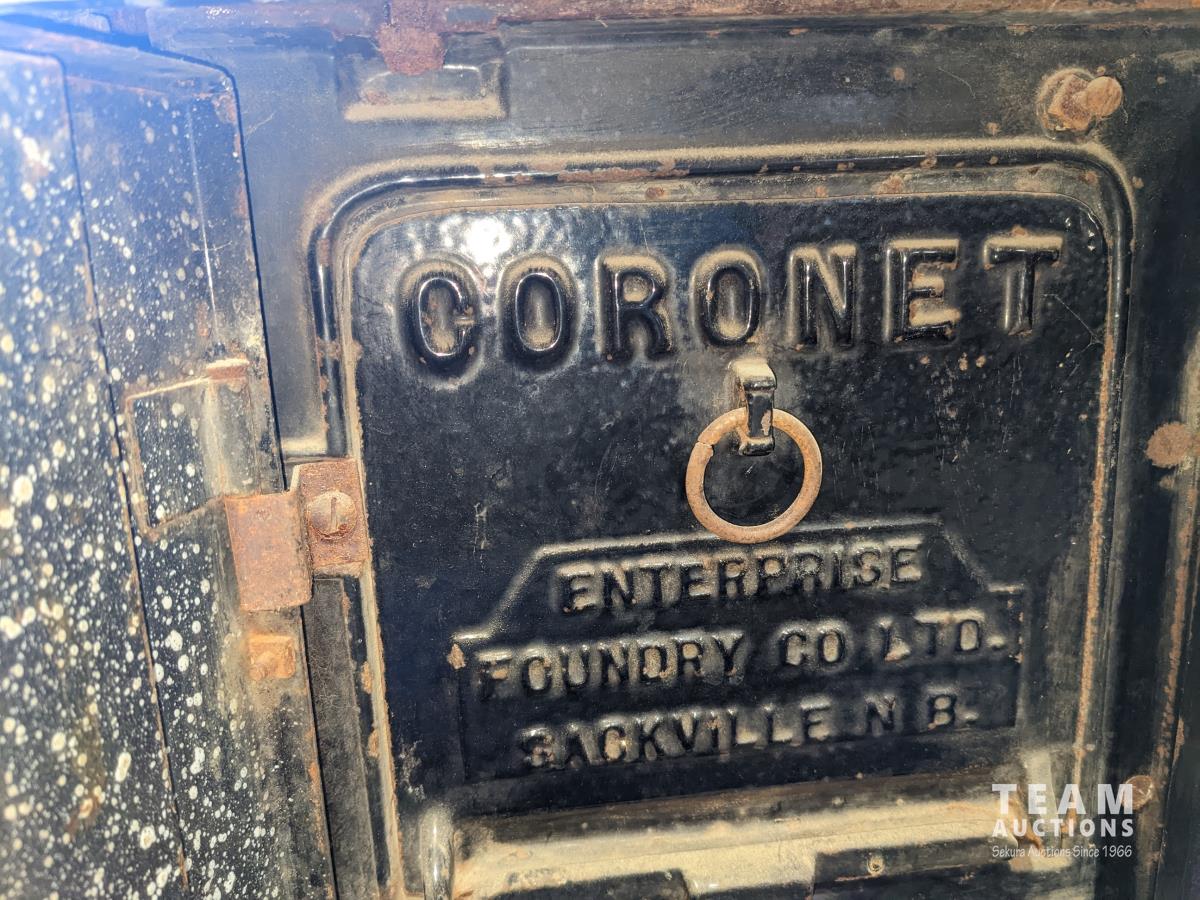 CORONET
ENTERPRISE
FOUNDRY CO LTD.
SACKVILLE N B.
TEAM
AUCTIONS
Sekura Auctions Since 1966